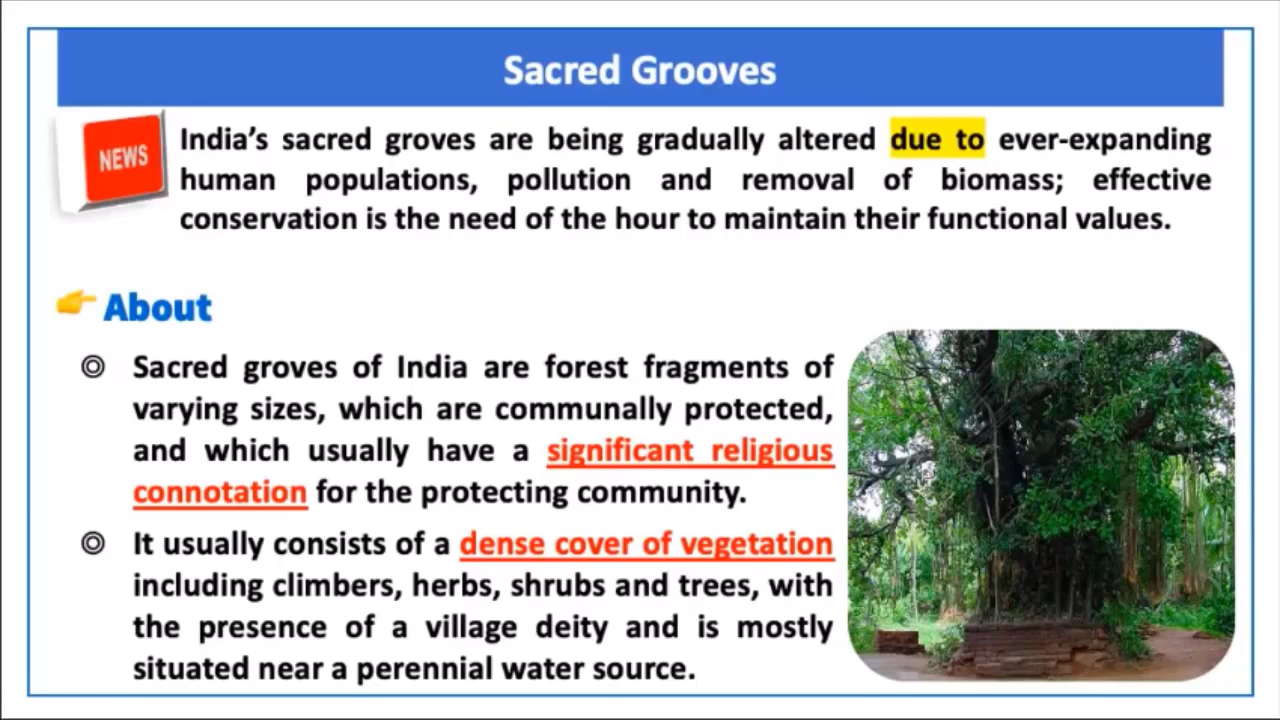 Sacred Grooves
NEWS
India's sacred groves are being gradually altered due to ever-expanding
human populations, pollution and removal of biomass; effective
conservation is the need of the hour to maintain their functional values.
About
Sacred groves of India are forest fragments of
varying sizes, which are communally protected,
and which usually have a significant religious
connotation for the protecting community.
It usually consists of a dense cover of vegetation
including climbers, herbs, shrubs and trees, with
the presence of a village deity and is mostly
situated near a perennial water source.